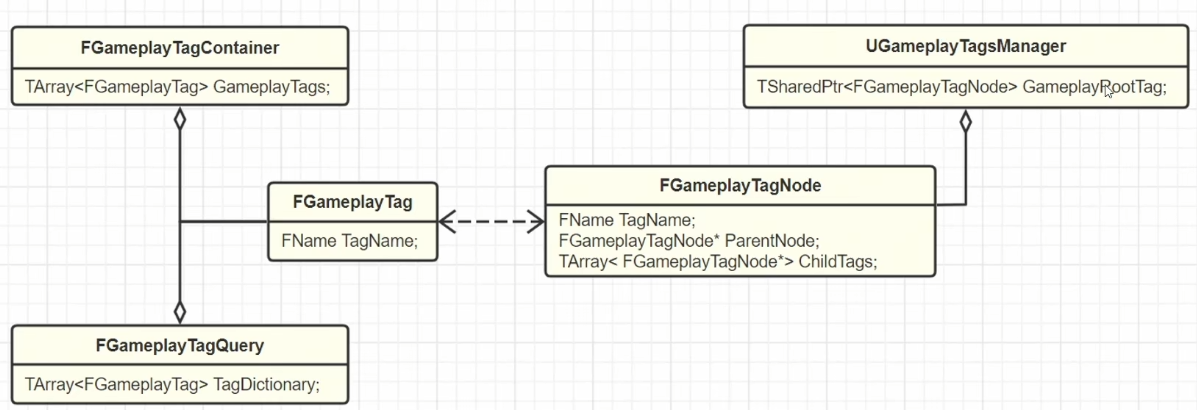 FGameplayTagContainer
TArray<FGameplayTag> GameplayTags;
UGameplayTagsManager
TSharedPtr<FGameplayTagNode> GameplayRootTag;
FGameplayTag
FName TagName;
FGameplayTagNode
FName TagName;
FGameplayTagNode* ParentNode;
TArray< FGameplayTagNode*> ChildTags;
FGameplayTagQuery
TArray<FGameplayTag> TagDictionary;